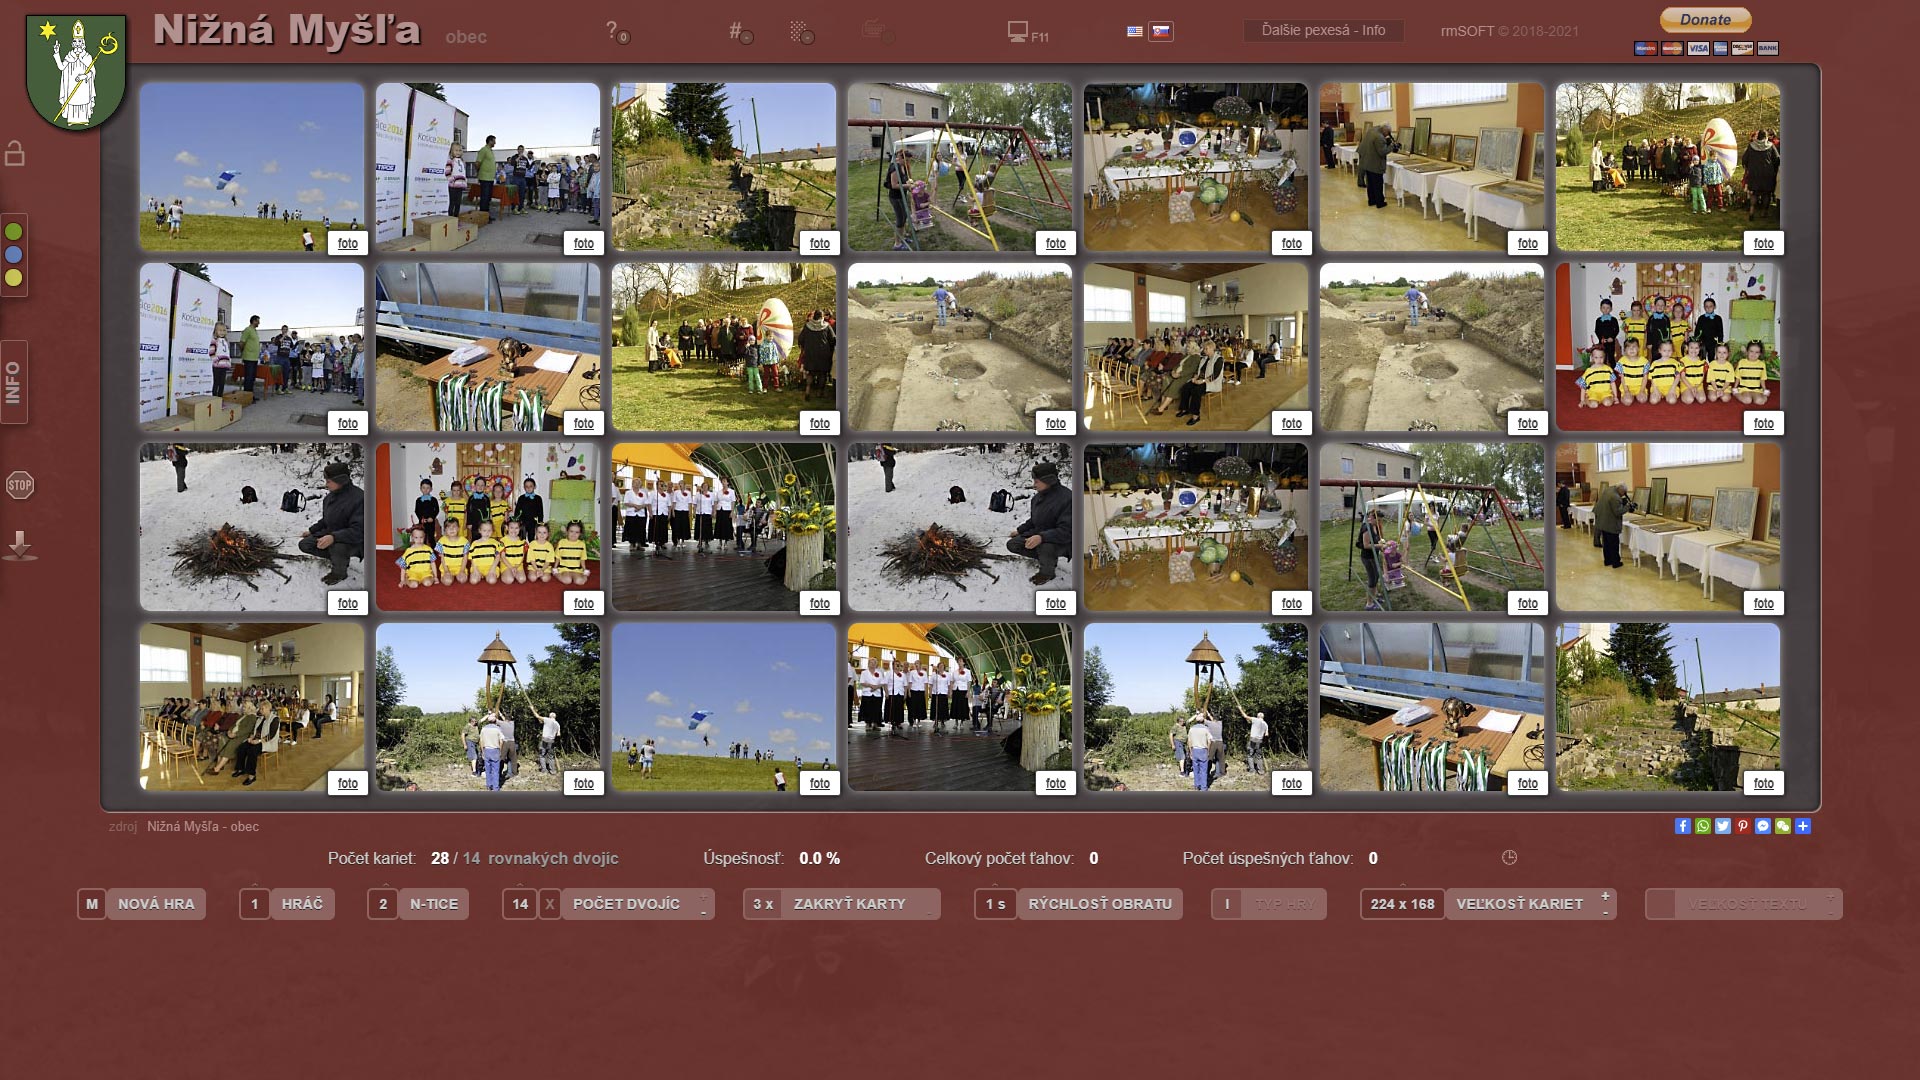 Nižná Myšľa obec
? 0
# -
-
F11
Ďalšie pexesá - Info
rmSOFT © 2018-2021
Donate
VISA
BANK
foto foto foto foto foto foto foto
foto foto foto foto foto foto foto
INFO
foto foto foto foto foto foto foto
STOP
foto foto foto foto foto foto foto
zdroj Nižná Myšľa - obec
Počet kariet: 28 / 14 rovnakých dvojíc Úspešnosť: 0.0 % Celkový počet ťahov: 0 Počet úspešných ťahov: 0
M NOVÁ HRA 1 HRÁČ 2 N-TICE 14 X POČET DVOJÍC + - 3 x ZAKRYŤ KARTY - 1 s RÝCHLOSŤ OBRATU I TYP HRY 224 x 168 VEĽKOSŤ KARIET + - VEĽKOSŤ TEXTU + -